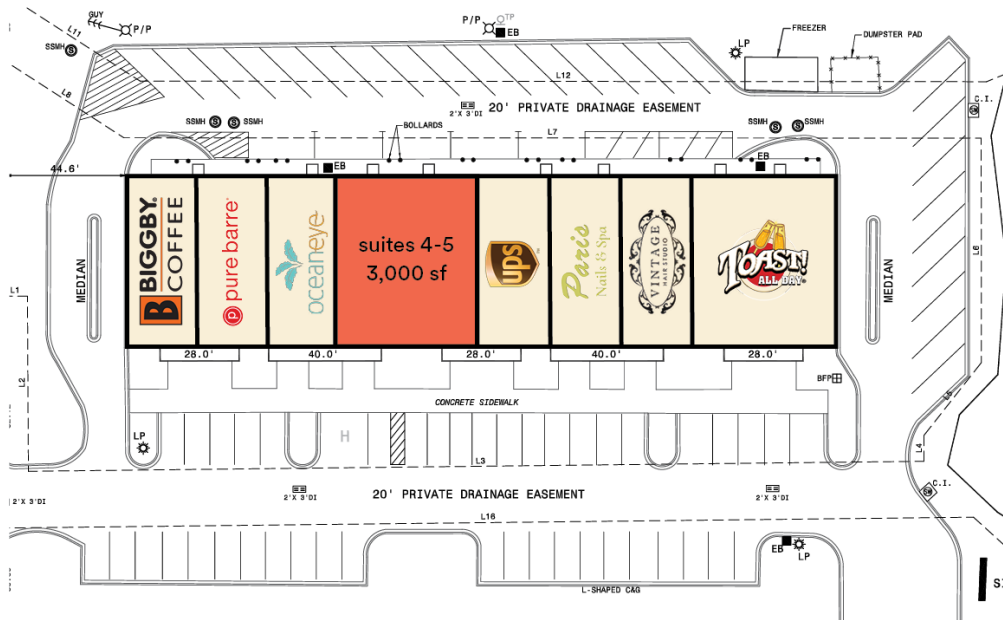 GUY
P/P
L11
SSMH
L8
P/P
TP
EB
LP
FREEZER
DUMPSTER PAD
L12
2'X 3'DI
20' PRIVATE DRAINAGE EASEMENT
C.I.
SSMH
SSMH
BOLLARDS
L7
SSMH
SSMH
44.6'
EB
EB
MEDIAN
B BIGGBY. COFFEE
p pure barre
oceaneye
suites 4-5
3,000 sf
ups
Paris
Nails & Spa
VINTAGE
HAIR STUDIO
TOAST!
ALL DAY
MEDIAN
L6
L1
L2
28.0'
40.0'
28.0'
40.0'
28.0'
BFP
CONCRETE SIDEWALK
L5
LP
H
L3
L4
2'X 3'DI
2'X 3'DI
20' PRIVATE DRAINAGE EASEMENT
2'X 3'DI
C.I.
L16
EB
LP
L-SHAPED C&G